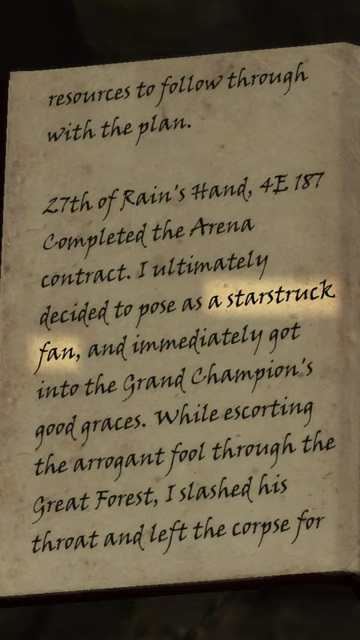 resources to follow through
with the plan.
27th of Rain's Hand, 4E 187
Completed the Arena
contract. I ultimately
decided to pose as a starstruck
fan, and immediately got
into the Grand Champion's
good graces. While escorting
the arrogant fool through the
Great Forest, I slashed his
throat and left the corpse for